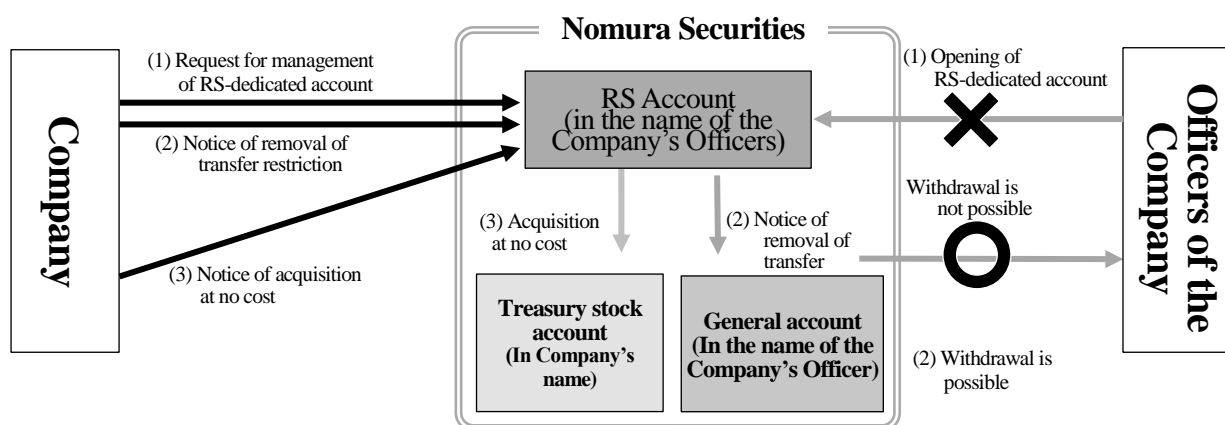 Nomura Securities
Company
(1) Request for management
of RS-dedicated account
(2) Notice of removal of
transfer restriction
(3) Notice of acquisition
at no cost
RS Account
(in the name of the
Company's Officers)
(3) Acquisition
at no cost
(2) Notice of
removal of
transfer
Treasury stock
account
(In Company's
name)
General account
(In the name of the
Company's Officer)
(1) Opening of
RS-dedicated account
Withdrawal is
not possible
(2) Withdrawal is
possible
Officers of the
Company